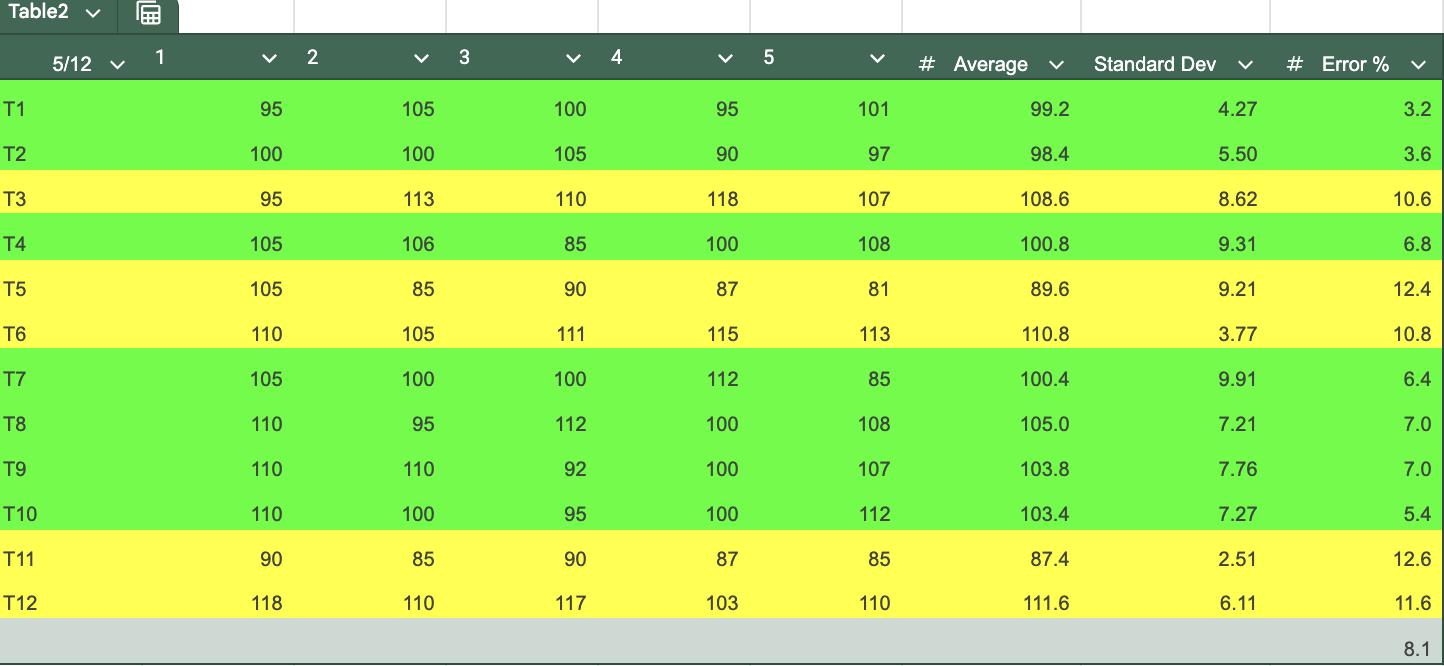 Table2
5/12 1 2 3 4 5 # Average Standard Dev # Error %
T1 95 105 100 95 101 99.2 4.27 3.2
T2 100 100 105 90 97 98.4 5.50 3.6
T3 95 113 110 118 107 108.6 8.62 10.6
T4 105 106 85 100 108 100.8 9.31 6.8
T5 105 85 90 87 81 89.6 9.21 12.4
T6 110 105 111 115 113 110.8 3.77 10.8
T7 105 100 100 112 85 100.4 9.91 6.4
T8 110 95 112 100 108 105.0 7.21 7.0
T9 110 110 92 100 107 103.8 7.76 7.0
T10 110 100 95 100 112 103.4 7.27 5.4
T11 90 85 90 87 85 87.4 2.51 12.6
T12 118 110 117 103 110 111.6 6.11 11.6
8.1